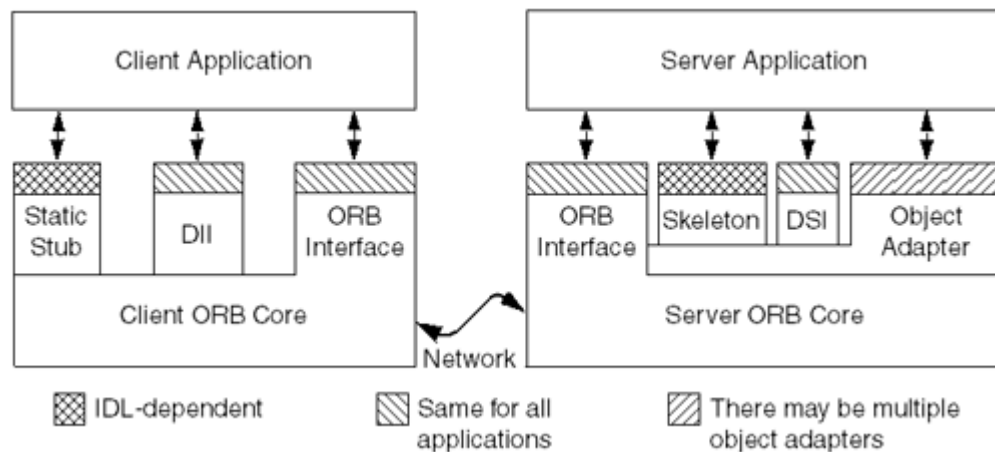 Client Application
Server Application
Static
Stub
DII
ORB
Interface
ORB
Interface
Skeleton
DSI
Object
Adapter
Client ORB Core
Network
Server ORB Core
IDL-dependent
Same for all
applications
There may be multiple
object adapters